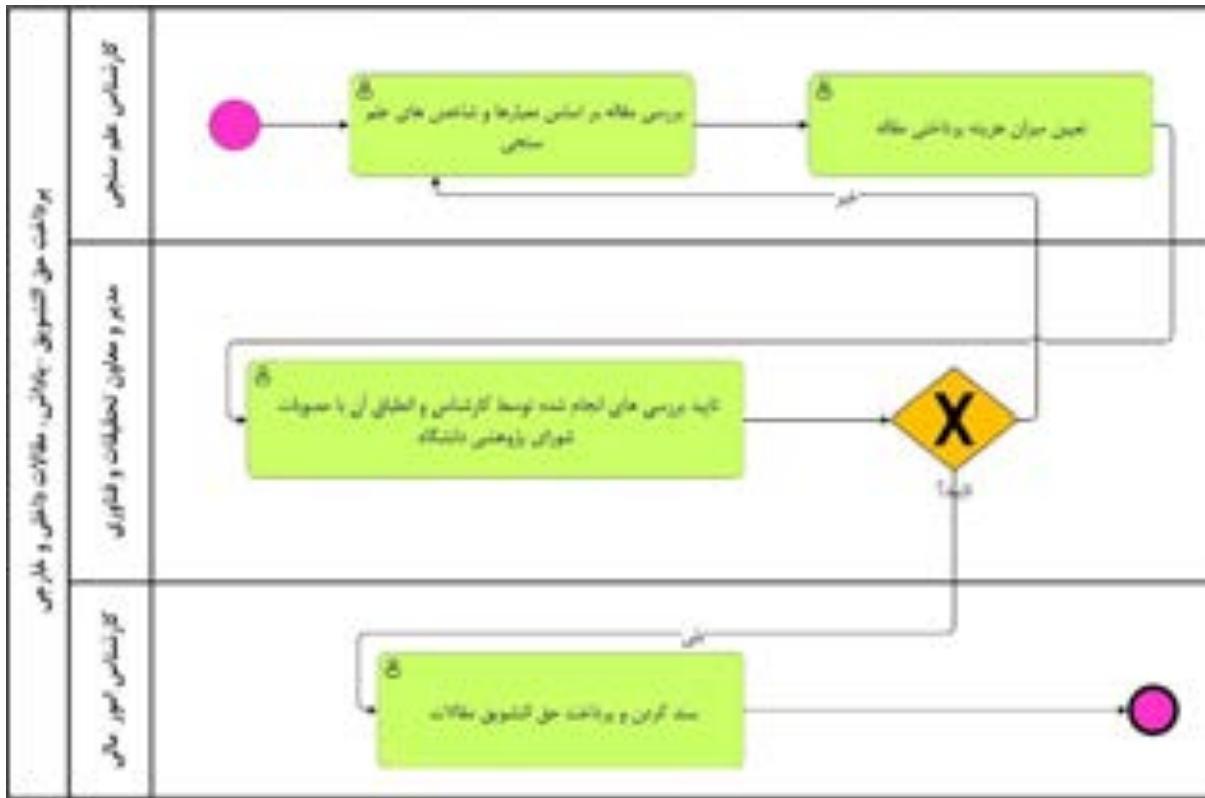 پرداخت حق التشویق -پاداش- مقالات داخلی و خارجی
کارشناس علم سنجی
بررسی مقاله بر اساس معیارها و شاخص های علم
سنجی
تعیین میزان هزینه پرداختی مقاله
خیر
مدیر و معاون تحقیقات و فناوری
تایید بررسی های انجام شده توسط کارشناس و انطباق آن با مصوبات
شورای پژوهشی دانشگاه
X
تایید؟
کارشناس امور مالی
بلی
سند کردن و پرداخت حق التشویق مقالات